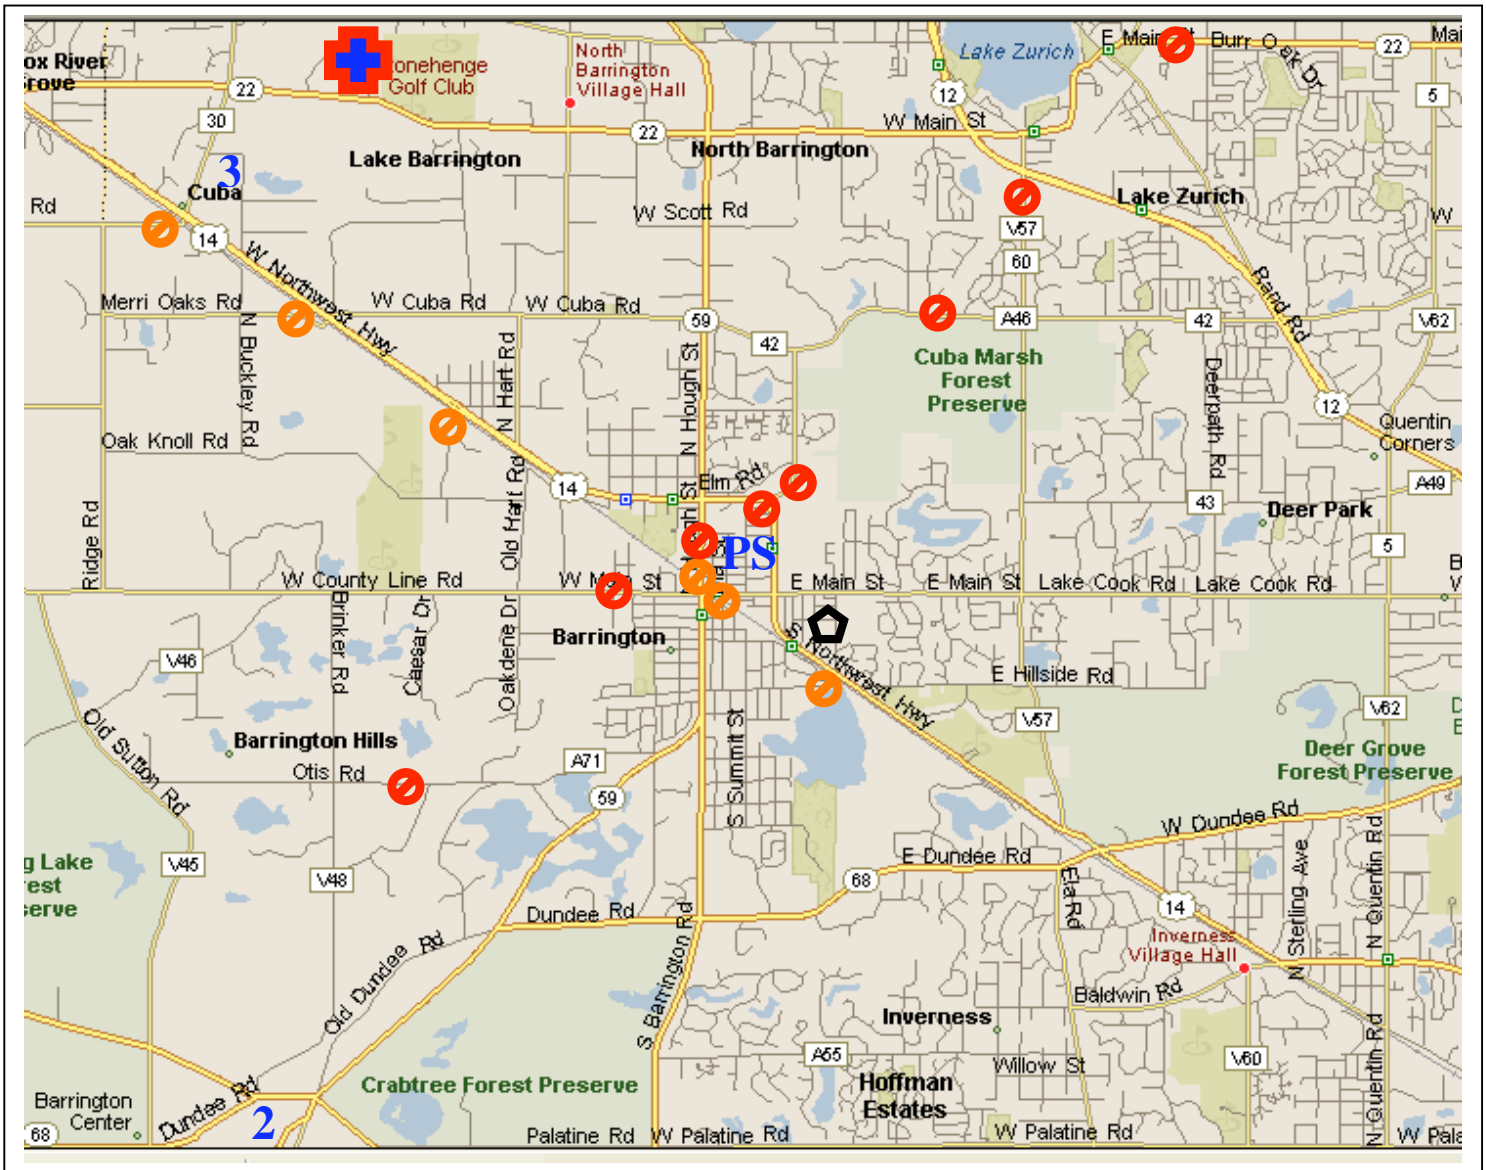 E Main St Burr Oak Dr
22
Mai
ox River
rove
onehenge
Golf Club
North
Barrington
Village Hall
Lake Zurich
22
30
12
5
22
W Main St
3
Lake Barrington
North Barrington
Cuba
Rd
W Scott Rd
Lake Zurich
V57
W
14
60
W Northwest Hwy
Rand Rd
Merri Oaks Rd
W Cuba Rd
W Cuba Rd
59
A46
42
V62
42
N Buckley Rd
N Hart Rd
N Hough St
Cuba Marsh
Forest
Preserve
Deerpath Rd
12
Quentin
Corners
Oak Knoll Rd
Old Hart Rd
Elm Rd
14
A49
43
Deer Park
Ridge Rd
PS
5
W County Line Rd
W Main St
E Main St
E Main St
Lake Cook Rd
Lake Cook Rd
Brinker Rd
Caesar Dr
Oakdene Dr
Barrington
V46
S Northwest Hwy
E Hillside Rd
V57
V62
Old Sutton Rd
Barrington Hills
Otis Rd
A71
S Summit St
59
Deer Grove
Forest Preserve
W Dundee Rd
g Lake
rest
serve
V45
V48
E Dundee Rd
68
Ela Rd
N Sterling Ave
N Quentin Rd
14
Dundee Rd
Old Dundee Rd
S Barrington Rd
Inverness
Village Hall
Baldwin Rd
Inverness
A55
Willow St
V60
N Quentin Rd
Hoffman
Estates
Crabtree Forest Preserve
Barrington
Center
Dundee Rd
2
68
Palatine Rd
W Palatine Rd
W Palatine Rd
W Pala